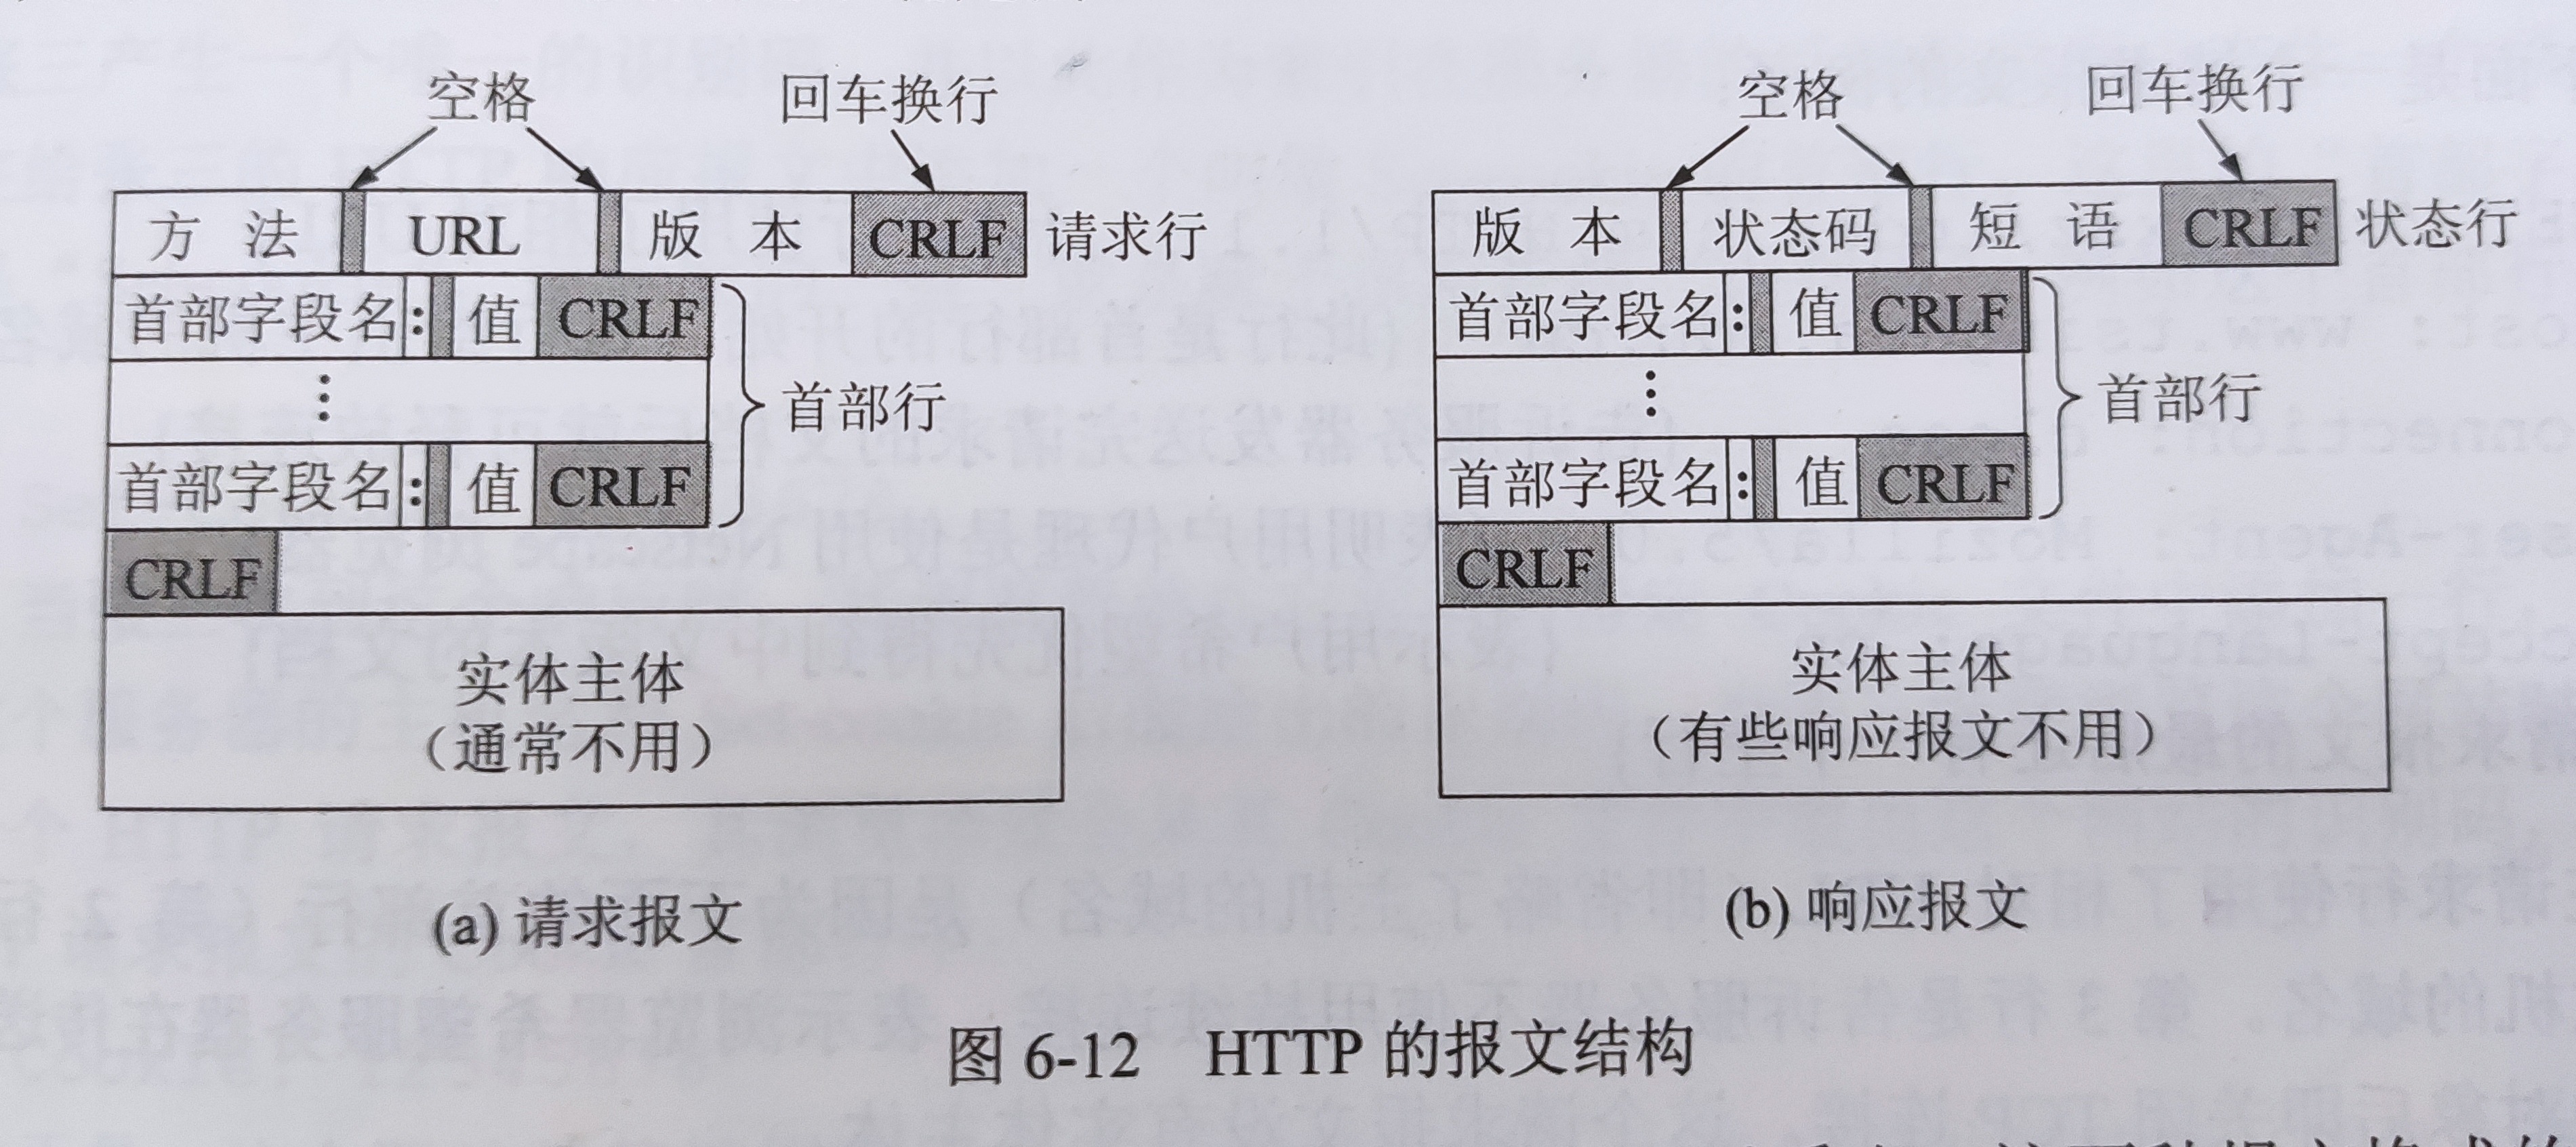 空格
回车换行
方 法 URL 版 本 CRLF 请求行
首部字段名: 值 CRLF
⋮
首部行
首部字段名: 值 CRLF
CRLF
实体主体
(通常不用)
(a) 请求报文
空格
回车换行
版 本 状态码 短 语 CRLF 状态行
首部字段名: 值 CRLF
⋮
首部行
首部字段名: 值 CRLF
CRLF
实体主体
(有些响应报文不用)
(b) 响应报文
图 6-12 HTTP 的报文结构